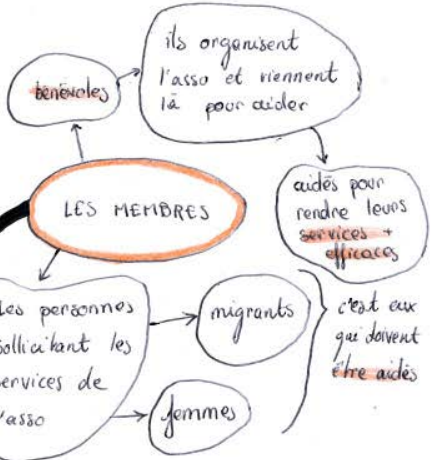 ils organisent
l'asso et viennent
là pour aider
bénévoles
aidés pour
rendre leurs
services +
efficaces
LES MEMBRES
Les personnes
sollicitant les
services de
l'asso
migrants
femmes
c'est eux
qui doivent
être aidés